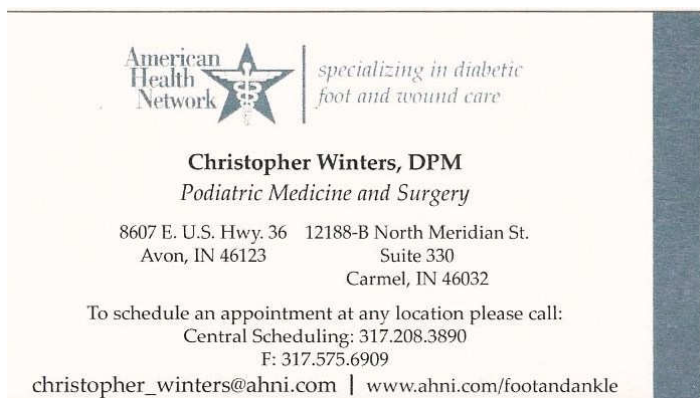 American
Health
Network
specializing in diabetic
foot and wound care
Christopher Winters, DPM
Podiatric Medicine and Surgery
8607 E. U.S. Hwy. 36
Avon, IN 46123
12188-B North Meridian St.
Suite 330
Carmel, IN 46032
To schedule an appointment at any location please call:
Central Scheduling: 317.208.3890
F: 317.575.6909
christopher_winters@ahni.com | www.ahni.com/footandankle